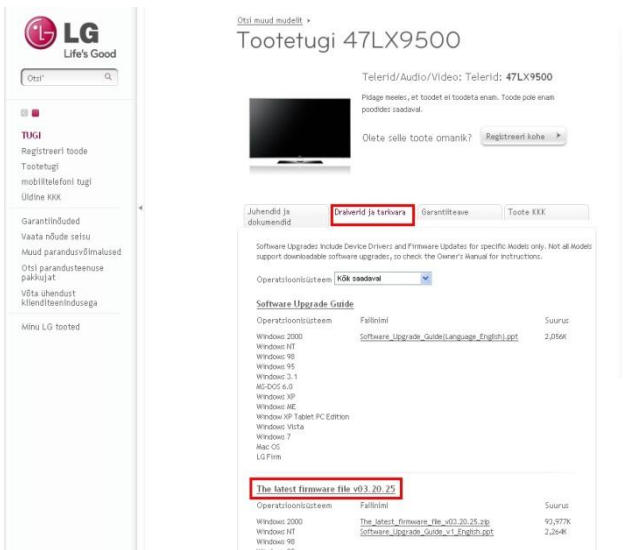 LG
Life's Good
Otsi*
TUGI
Registreeri toode
Tootetugi
mobiiltelefoni tugi
Üldine KKK
Garantiinõuded
Vaata nõude seisu
Muud parandusvõimalused
Otsi parandusteenuse
pakkujat
Võta ühendust
klienditeenindusega
Minu LG tooted
Otsi muud mudelit
Tootetugi 47LX9500
Telerid/Audio/Video: Telerid: 47LX9500
Pidage meeles, et toodet ei toodeta enam. Toode pole enam
poodides saadaval.
Olete selle toote omanik? Registreeri kohe
Juhendid ja
dokumendid
Draiverid ja tarkvara
Garantiiteave
Toote KKK
Software Upgrades include Device Drivers and Firmware Updates for specific Models only. Not all Models
support downloadable software upgrades, so check the Owner's Manual for instructions.
Operatsioonisüsteem Kõik saadaval
Software Upgrade Guide
Operatsioonisüsteem Failinimi Suurus
Windows 2000 Software_Upgrade_Guide(Language_English).ppt 2,056K
Windows NT
Windows 98
Windows 95
Windows 3.1
MS-DOS 6.0
Windows XP
Windows ME
Window XP Tablet PC Edition
Windows Vista
Windows 7
Mac OS
LG Firm
The latest firmware file v03.20.25
Operatsioonisüsteem Failinimi Suurus
Windows 2000 The_latest_firmware_file_v03.20.25.zip 93,977K
Windows NT Software_Upgrade_Guide_v1_English.ppt 2,264K
Windows 98